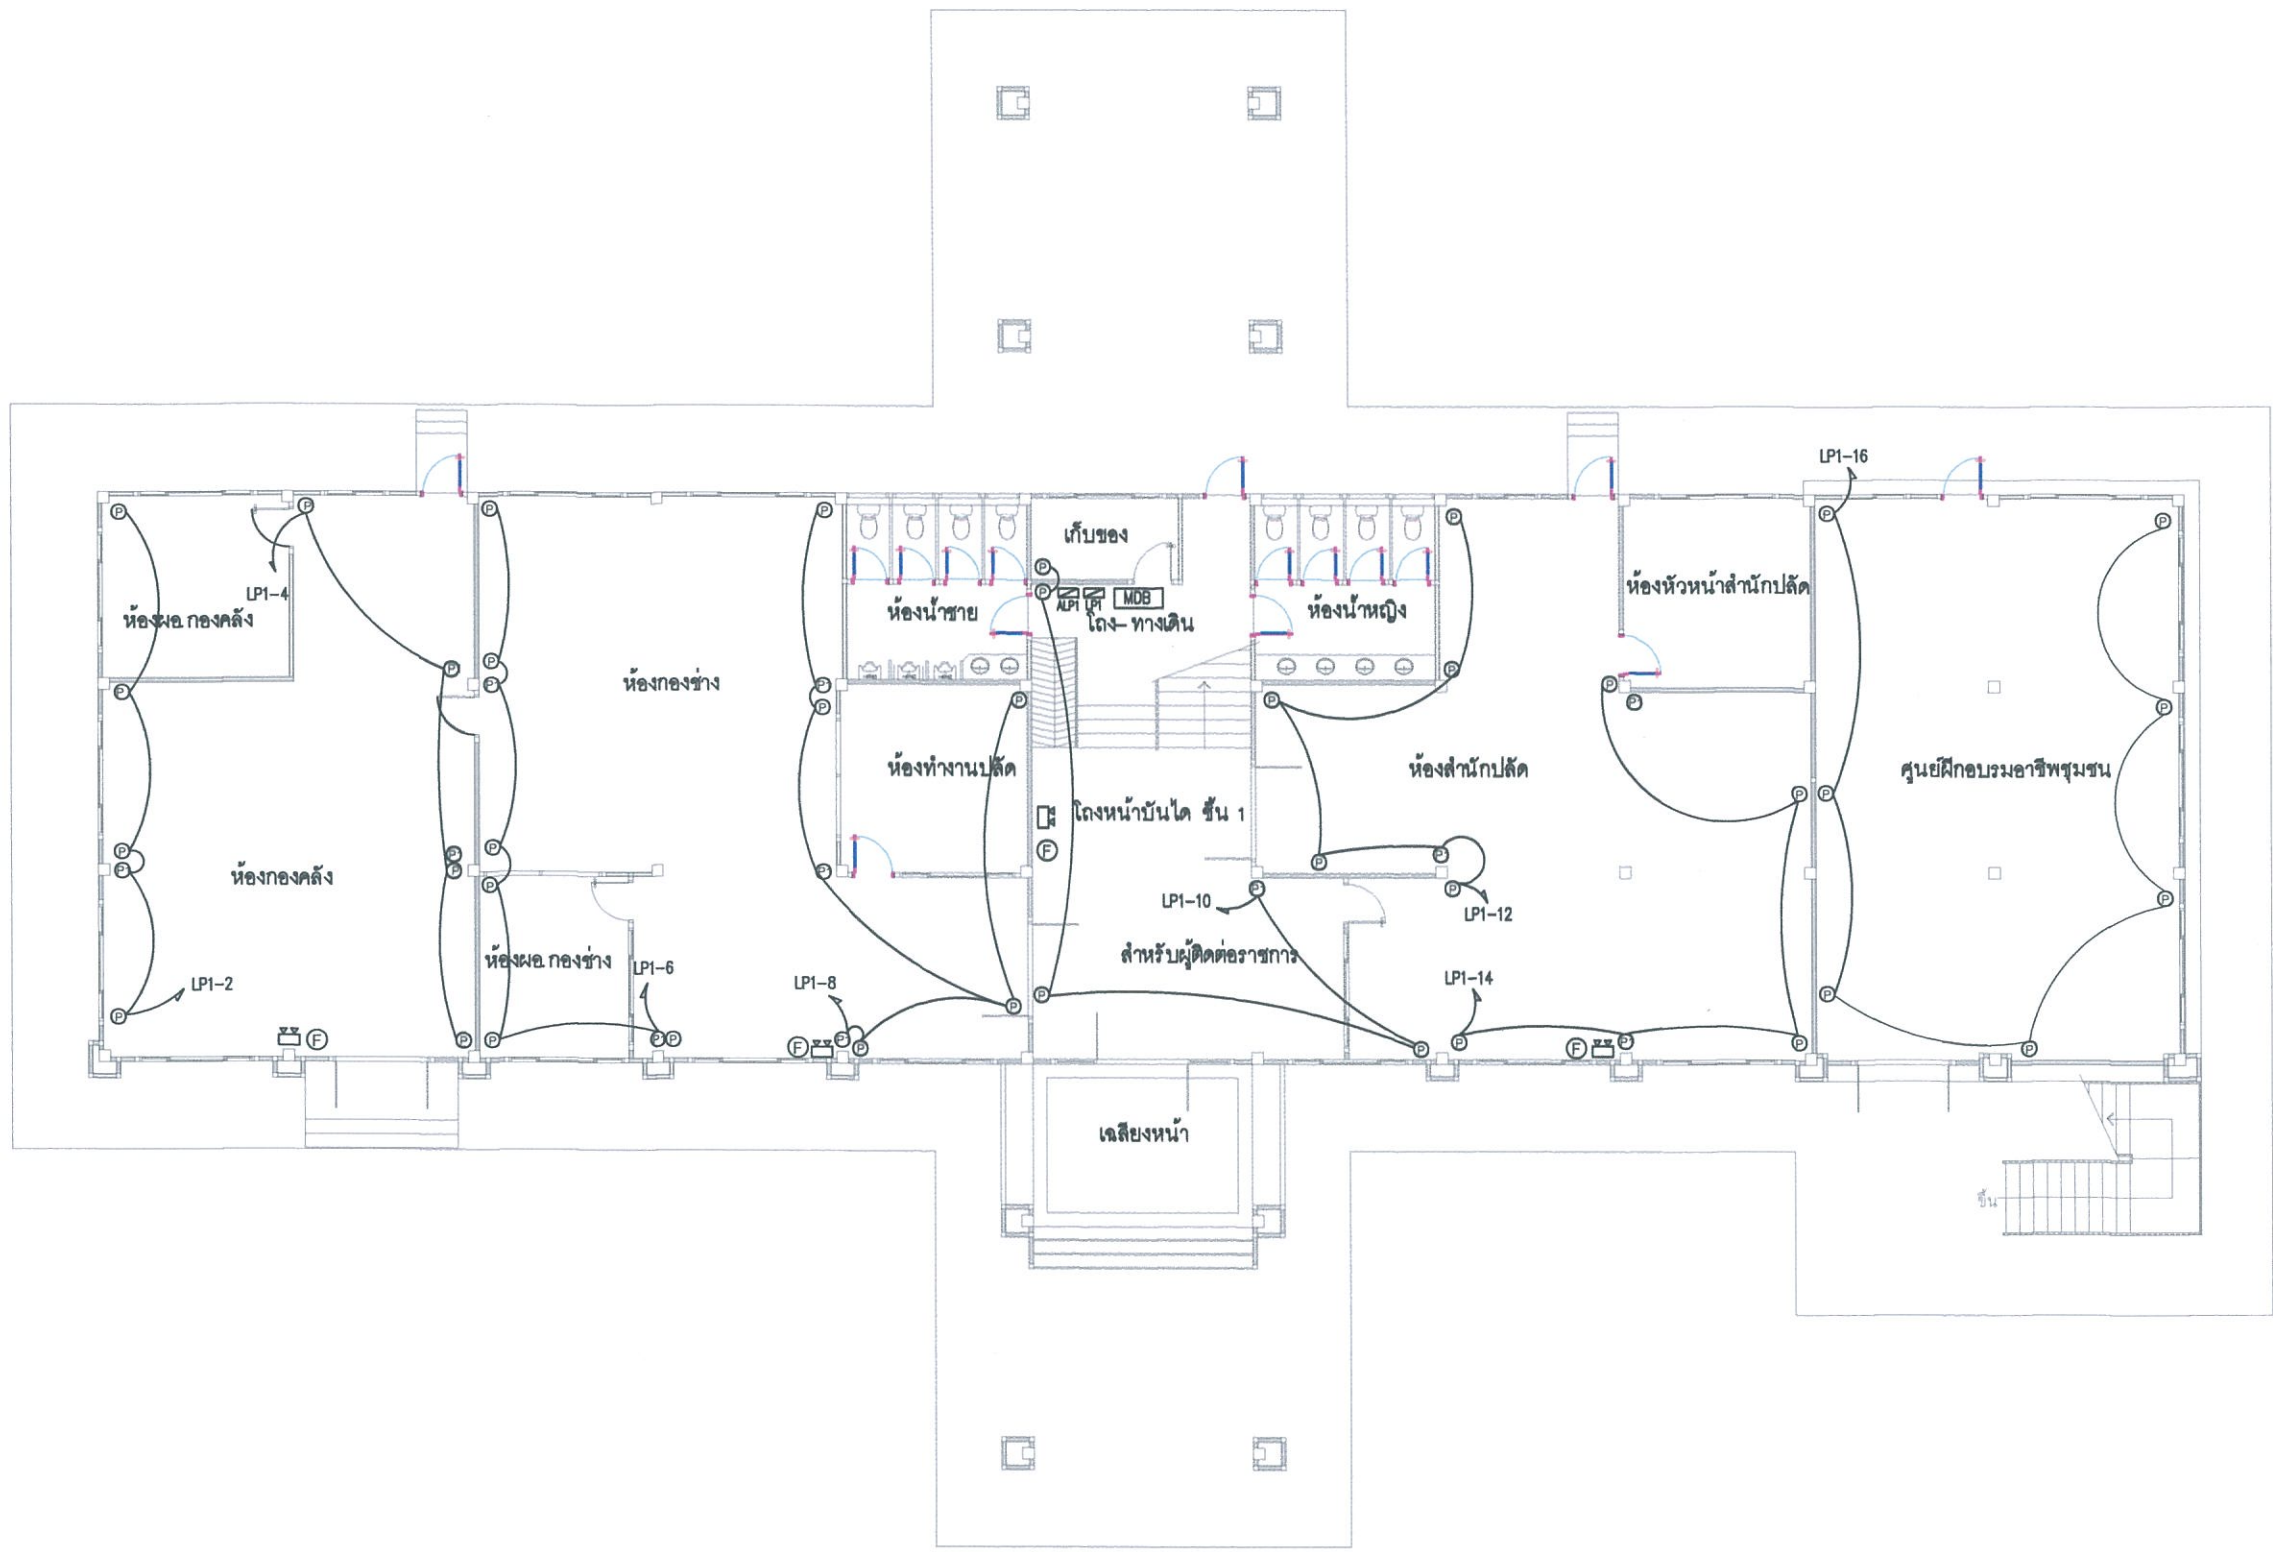 LP1-16
เก็บของ
ห้องหัวหน้าสำนักปลัด
LP1-4
ALP1 LP1 MDB
ห้องผอ.กองคลัง
ห้องน้ำชาย
โถง-ทางเดิน
ห้องน้ำหญิง
ห้องกองช่าง
ห้องทำงานปลัด
ห้องสำนักปลัด
ศูนย์ฝึกอบรมอาชีพชุมชน
โถงหน้าบันได ชั้น 1
F
ห้องกองคลัง
LP1-10
LP1-12
ห้องผอ.กองช่าง
LP1-6
สำหรับผู้ติดต่อราชการ
LP1-2
LP1-8
LP1-14
F
F
F
เฉลียงหน้า
ขึ้น